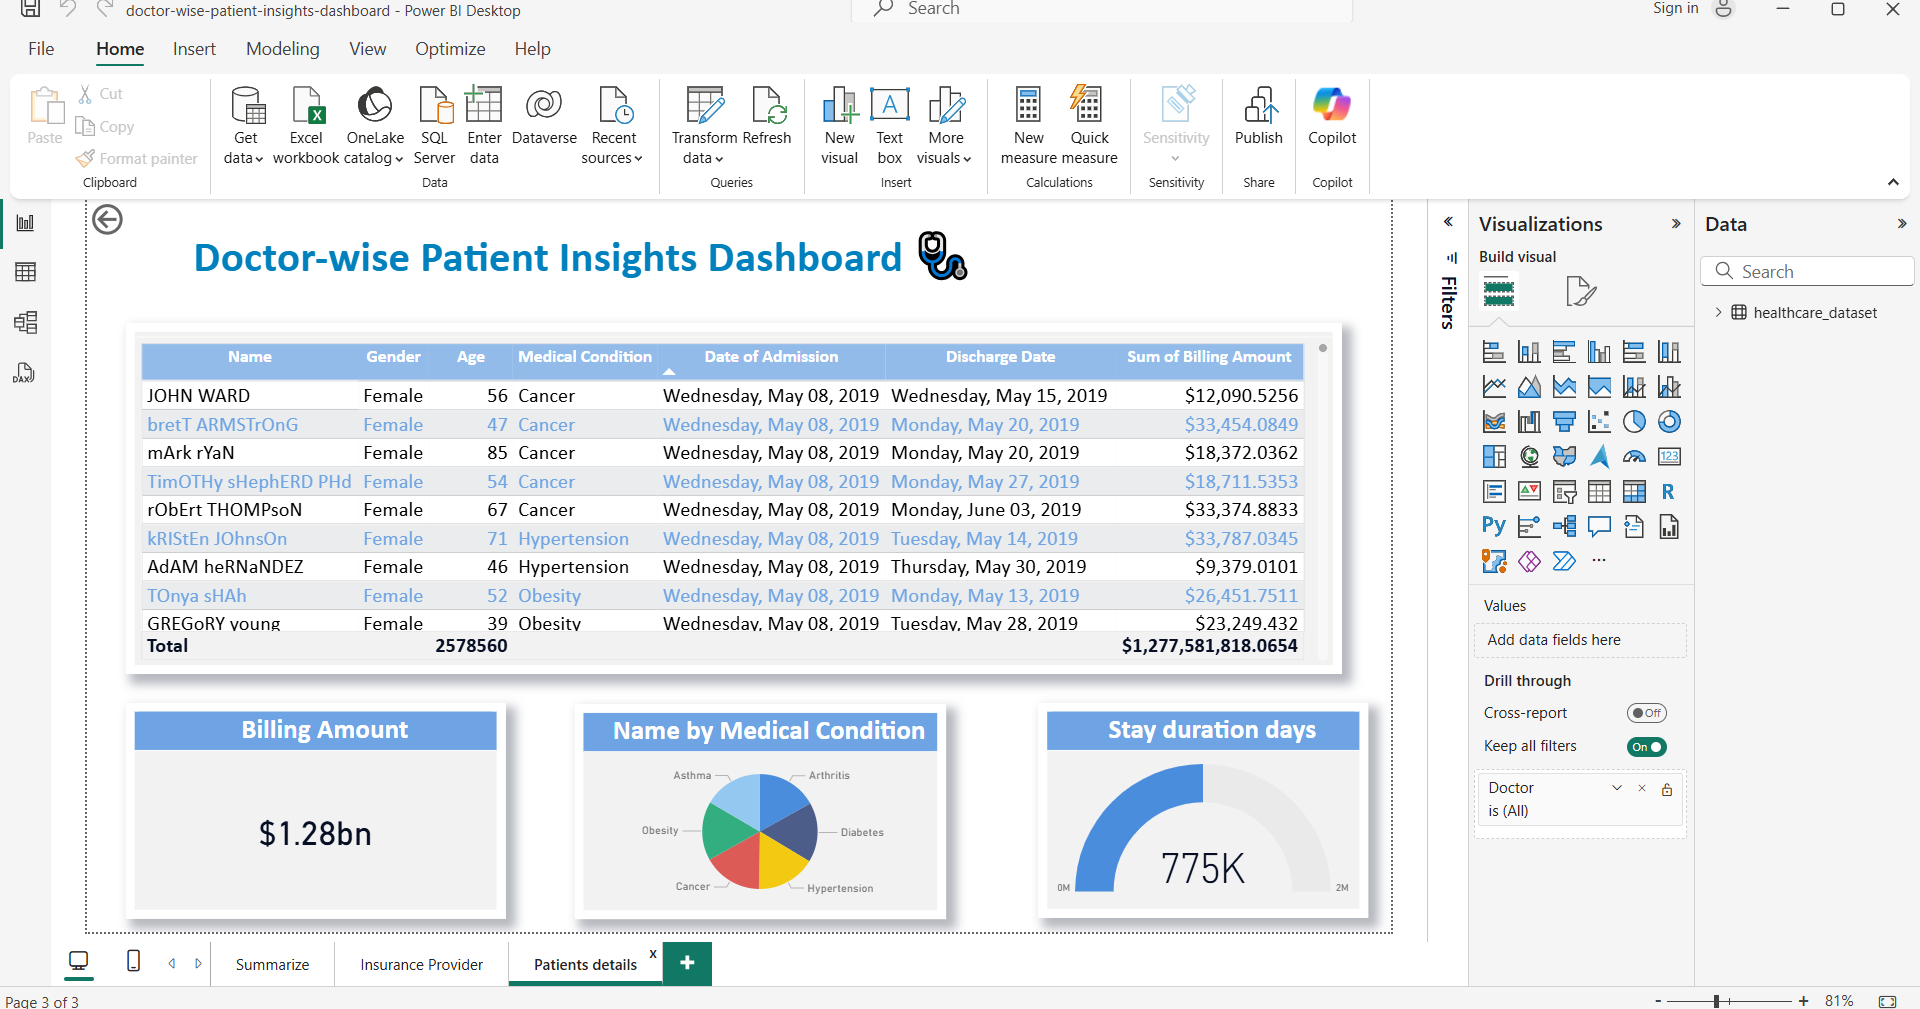 doctor-wise-patient-insights-dashboard - Power BI Desktop
Search
Sign in
File Home Insert Modeling View Optimize Help
Paste
Cut
Copy
Format painter
Clipboard
Get data
Excel workbook
OneLake catalog
SQL Server
Enter data
Dataverse
Recent sources
Data
Transform data
Refresh
Queries
New visual
A
Text box
More visuals
Insert
New measure
Quick measure
Calculations
Sensitivity
Sensitivity
Publish
Share
Copilot
Copilot
DAX
Doctor-wise Patient Insights Dashboard
Name Gender Age Medical Condition Date of Admission Discharge Date Sum of Billing Amount
JOHN WARD Female 56 Cancer Wednesday, May 08, 2019 Wednesday, May 15, 2019 $12,090.5256
bretT ARMSTrOnG Female 47 Cancer Wednesday, May 08, 2019 Monday, May 20, 2019 $33,454.0849
mArk rYaN Female 85 Cancer Wednesday, May 08, 2019 Monday, May 20, 2019 $18,372.0362
TimOTHy sHephERD PHd Female 54 Cancer Wednesday, May 08, 2019 Monday, May 27, 2019 $18,711.5353
rObErt THOMPsoN Female 67 Cancer Wednesday, May 08, 2019 Monday, June 03, 2019 $33,374.8833
kRIStEn JOhnsOn Female 71 Hypertension Wednesday, May 08, 2019 Tuesday, May 14, 2019 $33,787.0345
AdAM heRNaNDEZ Female 46 Hypertension Wednesday, May 08, 2019 Thursday, May 30, 2019 $9,379.0101
TOnya sHAh Female 52 Obesity Wednesday, May 08, 2019 Monday, May 13, 2019 $26,451.7511
GREGoRY young Female 39 Obesity Wednesday, May 08, 2019 Tuesday, May 28, 2019 $23,249.432
Total 2578560 $1,277,581,818.0654
Billing Amount
$1.28bn
Name by Medical Condition
Asthma
Arthritis
Obesity
Diabetes
Cancer
Hypertension
Stay duration days
775K
0M
2M
Filters
Visualizations
Build visual
123
R
Py
Values
Add data fields here
Drill through
Cross-report
Off
Keep all filters
On
Doctor
is (All)
Data
Search
healthcare_dataset
Summarize
Insurance Provider
Patients details
x
+
Page 3 of 3
- + 81%